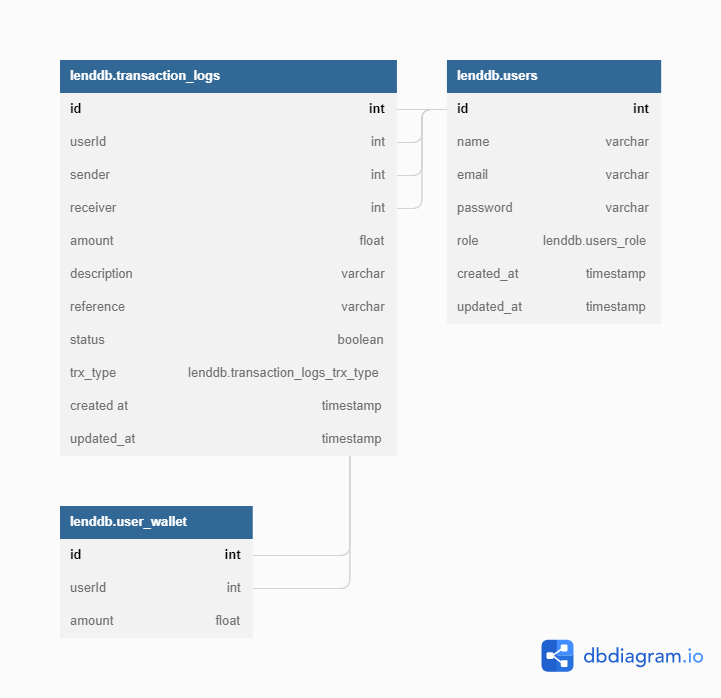 lenddb.transaction_logs
id int
userId int
sender int
receiver int
amount float
description varchar
reference varchar
status boolean
trx_type lenddb.transaction_logs_trx_type
created at timestamp
updated_at timestamp
lenddb.users
id int
name varchar
email varchar
password varchar
role lenddb.users_role
created_at timestamp
updated_at timestamp
lenddb.user_wallet
id int
userId int
amount float
dbdiagram.io